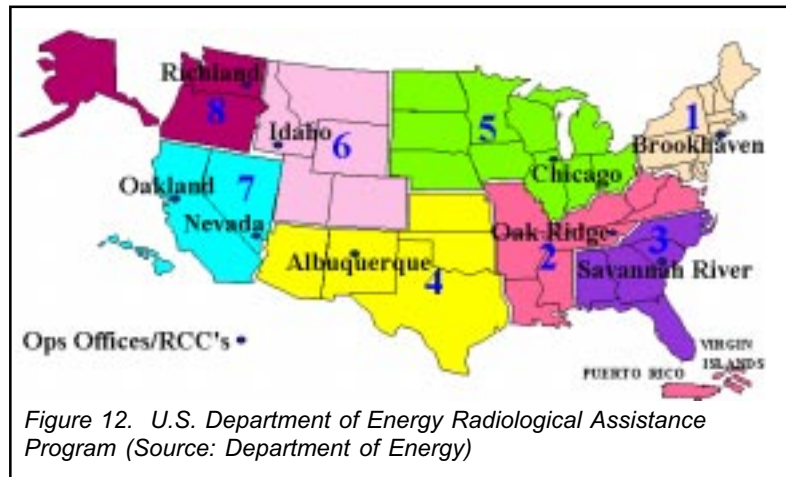 Richland
8
Idaho
6
5
1
Brookhaven
Chicago
Oakland
7
Nevada
Oak Ridge
3
Albuquerque
2
Savannah River
4
Ops Offices/RCC's
VIRGIN
ISLANDS
PUERTO RICO
Figure 12. U.S. Department of Energy Radiological Assistance
Program (Source: Department of Energy)